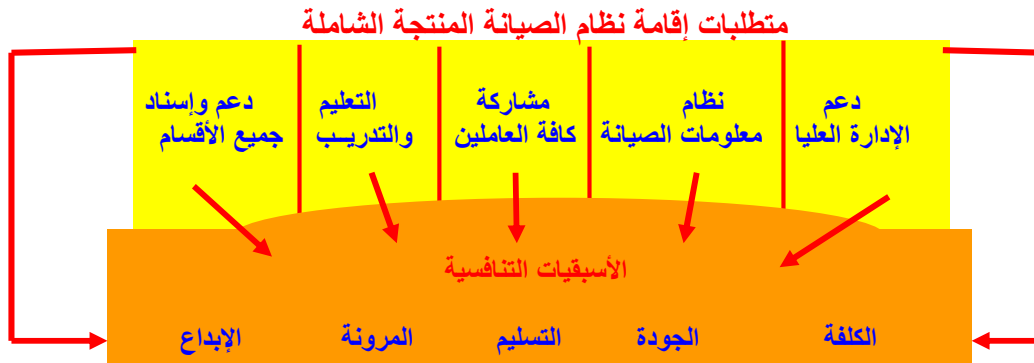 متطلبات إقامة نظام الصيانة المنتجة الشاملة
دعم
الإدارة العليا
نظام
معلومات الصيانة
مشاركة
كافة العاملين
التعليم
والتدريــب
دعم وإسناد
جميع الأقسام
الأسبقيات التنافسية
الكلفة
الجودة
التسليم
المرونة
الإبداع